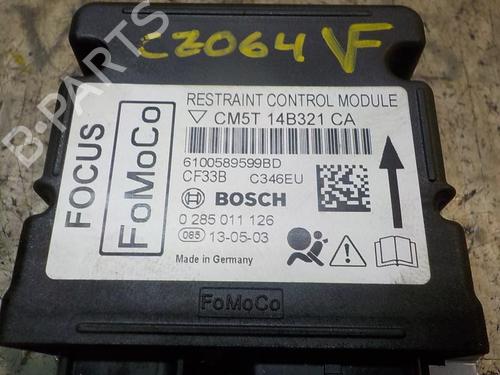 CZ064 VF
B-PARTS
RESTRAINT CONTROL MODULE
CM5T 14B321 CA
6100589599BD
CF33B C346EU
BOSCH
0 285 011 126
085 13-05-03
Made in Germany
FOCUS
FoMoCo
FoMoCo